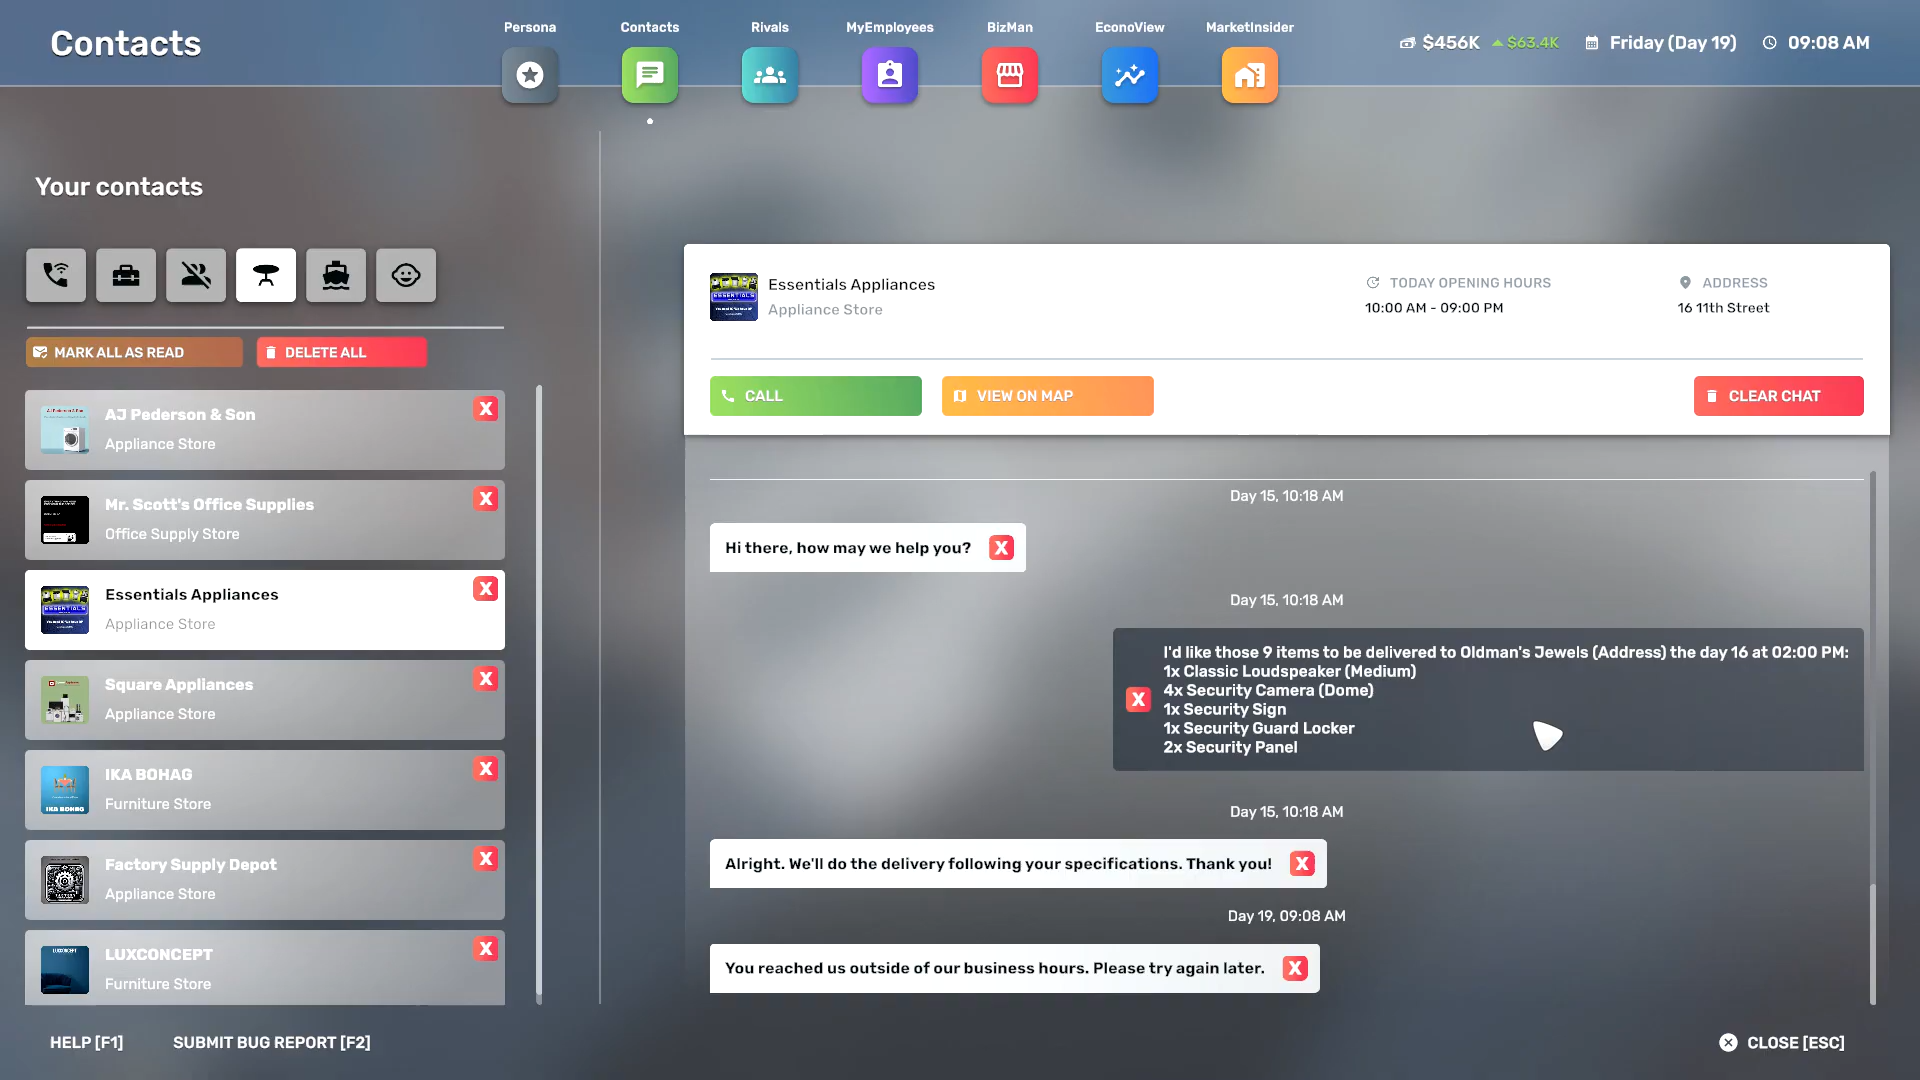 Contacts
Persona
Contacts
Rivals
MyEmployees
BizMan
EconoView
MarketInsider
$456K
$63.4K
Friday (Day 19)
09:08 AM
Your contacts
MARK ALL AS READ
DELETE ALL
AJ Pederson & Son
Appliance Store
X
Mr. Scott's Office Supplies
Office Supply Store
X
ESSENTIALS
Essentials Appliances
Appliance Store
X
Square Appliances
Appliance Store
X
IKA BOHAG
IKA BOHAG
Furniture Store
X
Factory Supply Depot
Appliance Store
X
LUXCONCEPT
LUXCONCEPT
Furniture Store
X
ESSENTIALS
Essentials Appliances
Appliance Store
TODAY OPENING HOURS
10:00 AM - 09:00 PM
ADDRESS
16 11th Street
CALL
VIEW ON MAP
CLEAR CHAT
Day 15, 10:18 AM
Hi there, how may we help you?
X
Day 15, 10:18 AM
X
I'd like those 9 items to be delivered to Oldman's Jewels (Address) the day 16 at 02:00 PM:
1x Classic Loudspeaker (Medium)
4x Security Camera (Dome)
1x Security Sign
1x Security Guard Locker
2x Security Panel
Day 15, 10:18 AM
Alright. We'll do the delivery following your specifications. Thank you!
X
Day 19, 09:08 AM
You reached us outside of our business hours. Please try again later.
X
HELP [F1]
SUBMIT BUG REPORT [F2]
CLOSE [ESC]